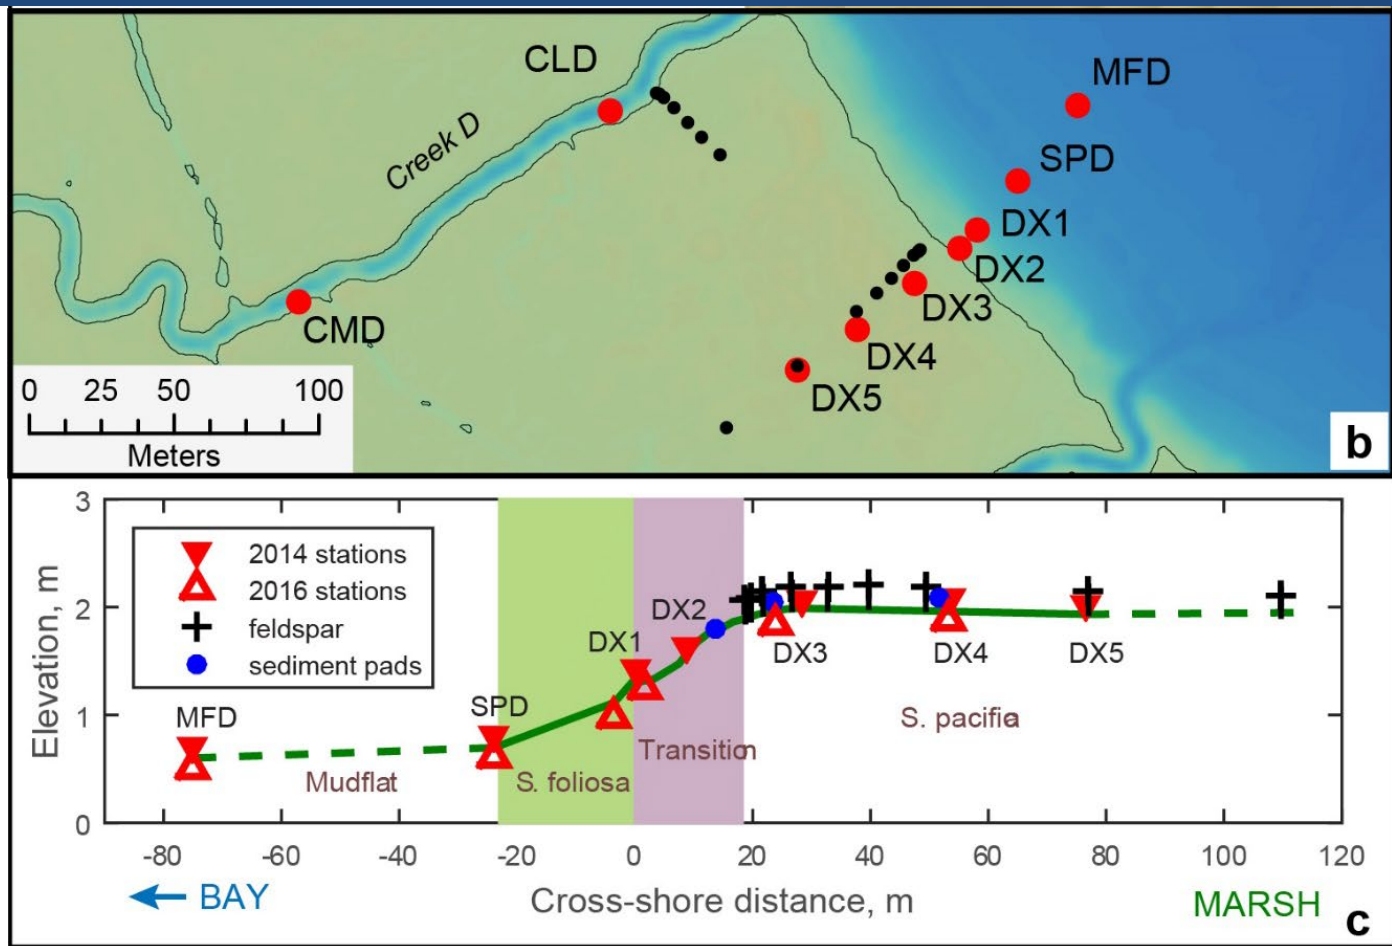 CLD
MFD
Creek D
SPD
DX1
DX2
DX3
CMD
DX4
DX5
0 25 50 100
Meters
b
3
2014 stations
2016 stations
feldspar
sediment pads
2
DX2
DX1
DX3
DX4
DX5
SPD
MFD
1
S. pacifica
Transition
Mudflat
S. foliosa
0
Elevation, m
-80 -60 -40 -20 0 20 40 60 80 100 120
BAY
Cross-shore distance, m
MARSH
c